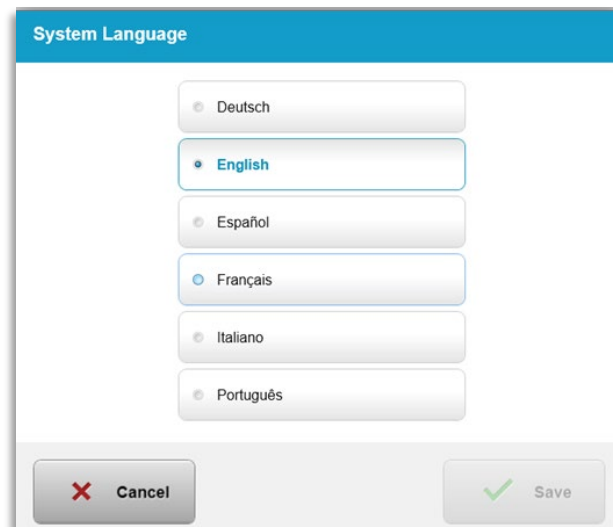 System Language
Deutsch
English
Español
Français
Italiano
Português
Cancel
Save